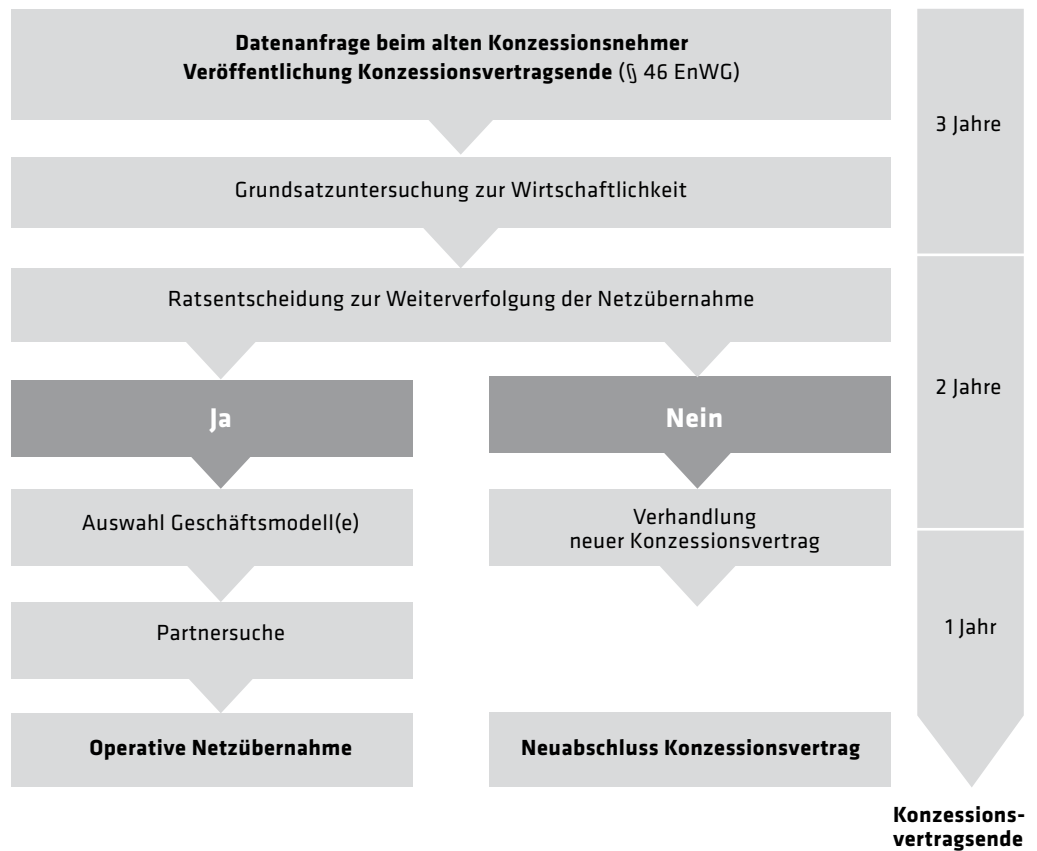 Datenanfrage beim alten Konzessionsnehmer
Veröffentlichung Konzessionsvertragsende (§ 46 EnWG)
3 Jahre
Grundsatzuntersuchung zur Wirtschaftlichkeit
Ratsentscheidung zur Weiterverfolgung der Netzübernahme
2 Jahre
Ja
Nein
Auswahl Geschäftsmodell(e)
Verhandlung
neuer Konzessionsvertrag
Partnersuche
1 Jahr
Operative Netzübernahme
Neuabschluss Konzessionsvertrag
Konzessions-
vertragsende